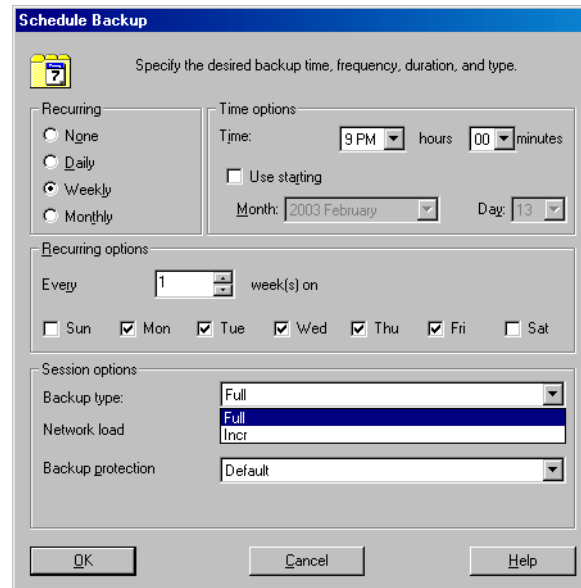 Schedule Backup
7
Specify the desired backup time, frequency, duration, and type.
Recurring
None
Daily
Weekly
Monthly
Time options
Time: 9 PM hours 00 minutes
Use starting
Month: 2003 February Day: 13
Recurring options
Every 1 week(s) on
Sun Mon Tue Wed Thu Fri Sat
Session options
Backup type: Full
Full
Network load
Incr
Backup protection Default
OK Cancel Help